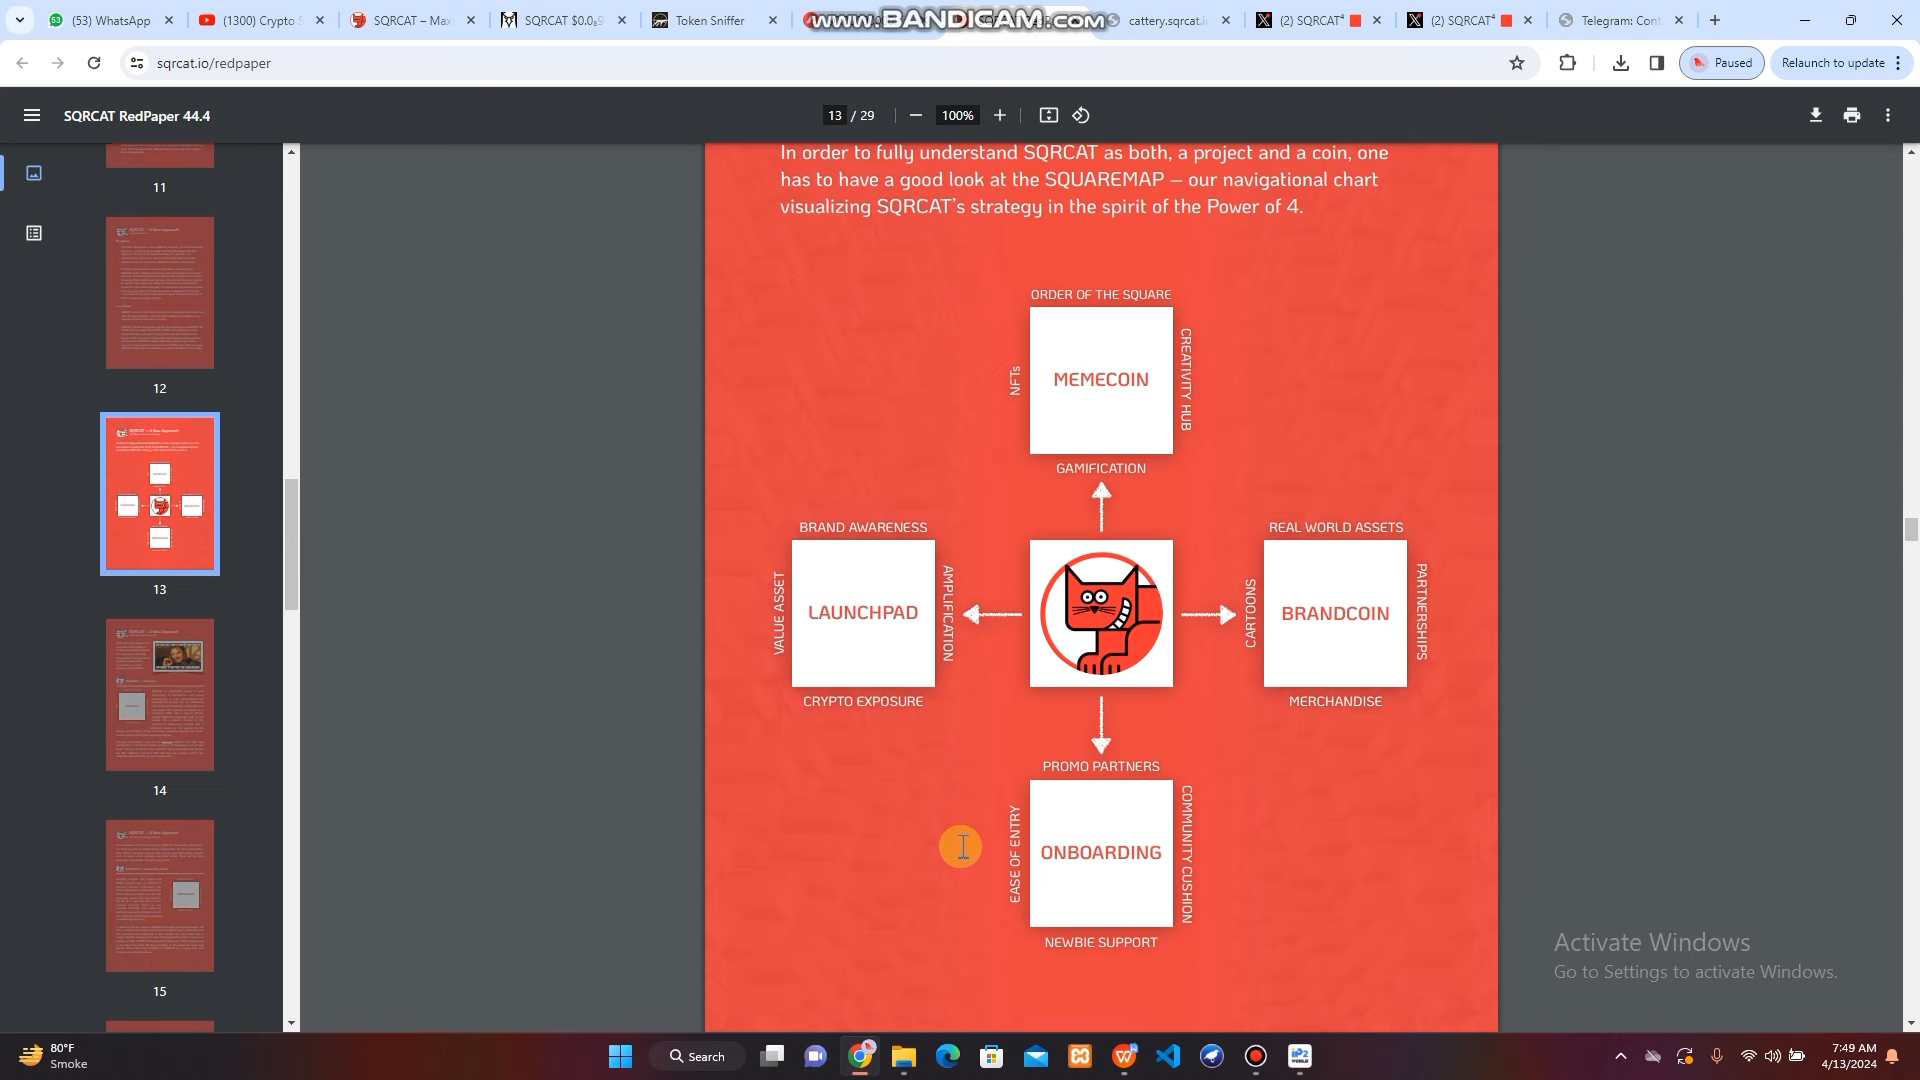 (53) WhatsApp
(1300) Crypto
SQRCAT – Max
SQRCAT $0.0₈9
Token Sniffer
www.BANDICAM.com
cattery.sqrcat.io
(2) SQRCAT⁴
(2) SQRCAT⁴
Telegram: Cont
sqrcat.io/redpaper
Paused
Relaunch to update
SQRCAT RedPaper 44.4
13 / 29
100%
11
12
13
14
15
In order to fully understand SQRCAT as both, a project and a coin, one
has to have a good look at the SQUAREMAP – our navigational chart
visualizing SQRCAT's strategy in the spirit of the Power of 4.
ORDER OF THE SQUARE
NFTs
MEMECOIN
CREATIVITY HUB
GAMIFICATION
BRAND AWARENESS
VALUE ASSET
LAUNCHPAD
AMPLIFICATION
CRYPTO EXPOSURE
REAL WORLD ASSETS
CARTOONS
BRANDCOIN
PARTNERSHIPS
MERCHANDISE
PROMO PARTNERS
EASE OF ENTRY
ONBOARDING
COMMUNITY CUSHION
NEWBIE SUPPORT
Activate Windows
Go to Settings to activate Windows.
80°F
Smoke
Search
7:49 AM
4/13/2024